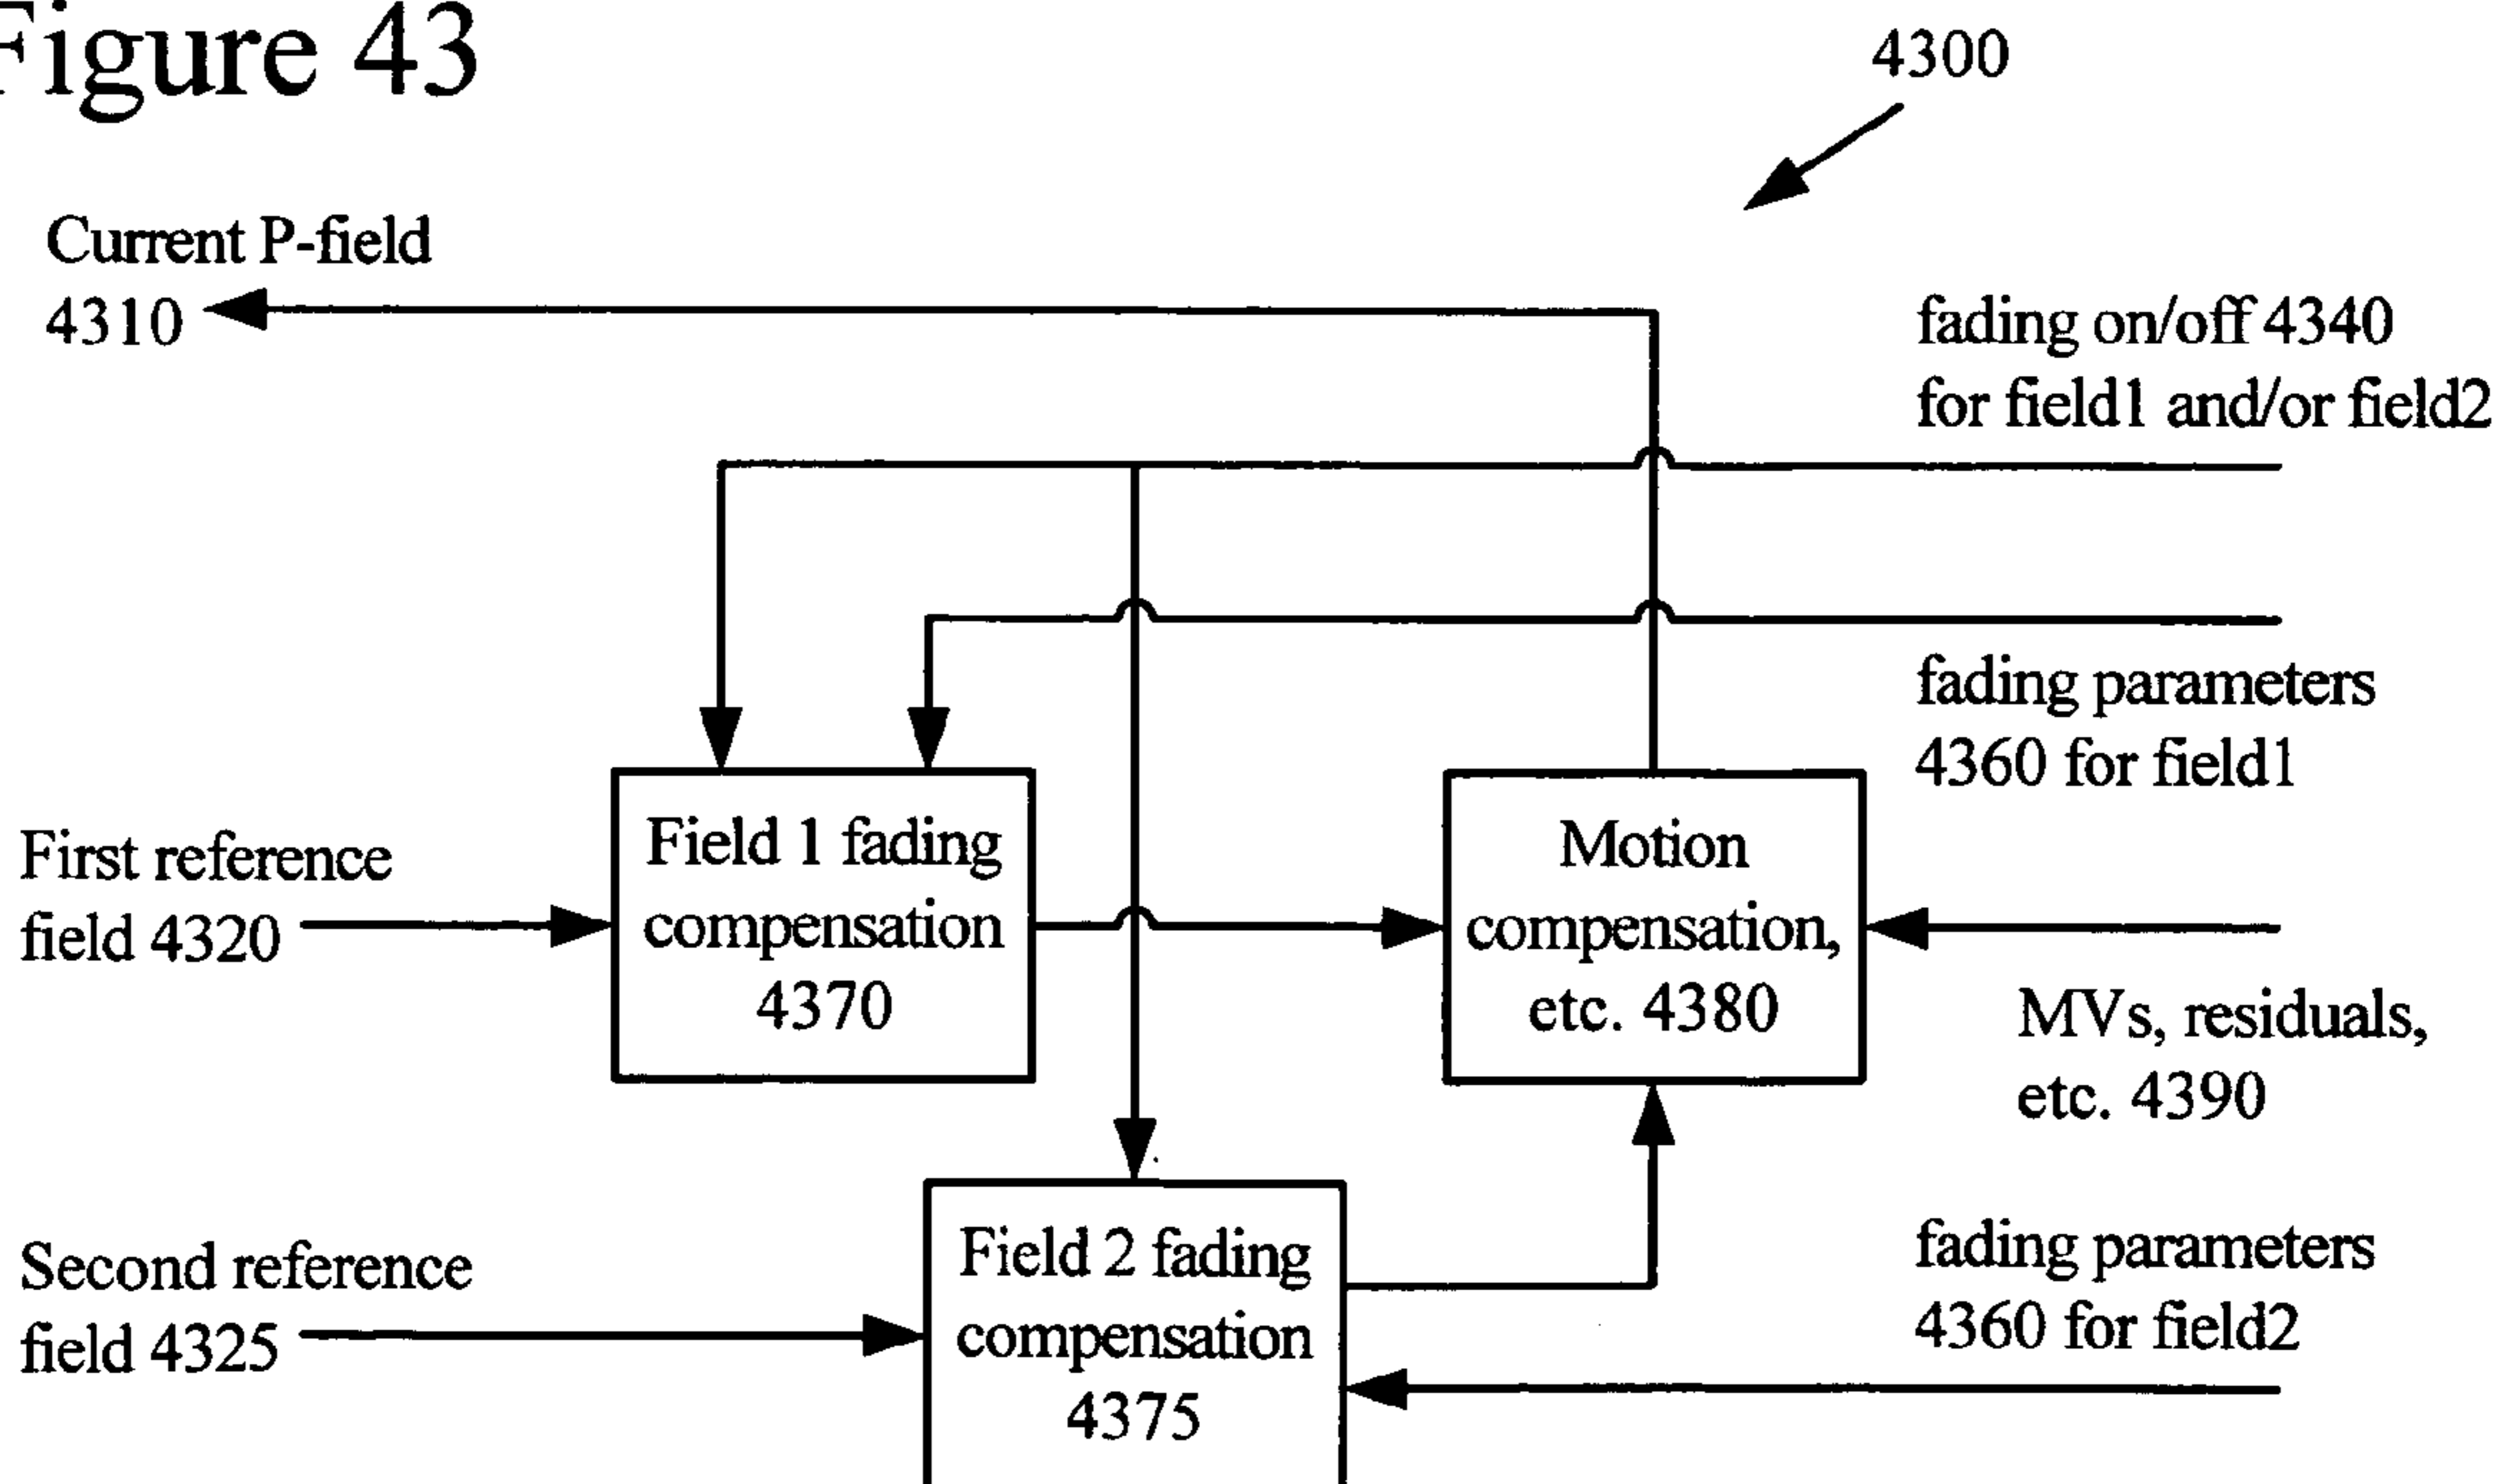 Figure 43
4300
Current P-field
4310
fading on/off 4340
for field1 and/or field2
fading parameters
4360 for field1
First reference
field 4320
Field 1 fading
compensation
4370
Motion
compensation,
etc. 4380
MVs, residuals,
etc. 4390
Second reference
field 4325
Field 2 fading
compensation
4375
fading parameters
4360 for field2